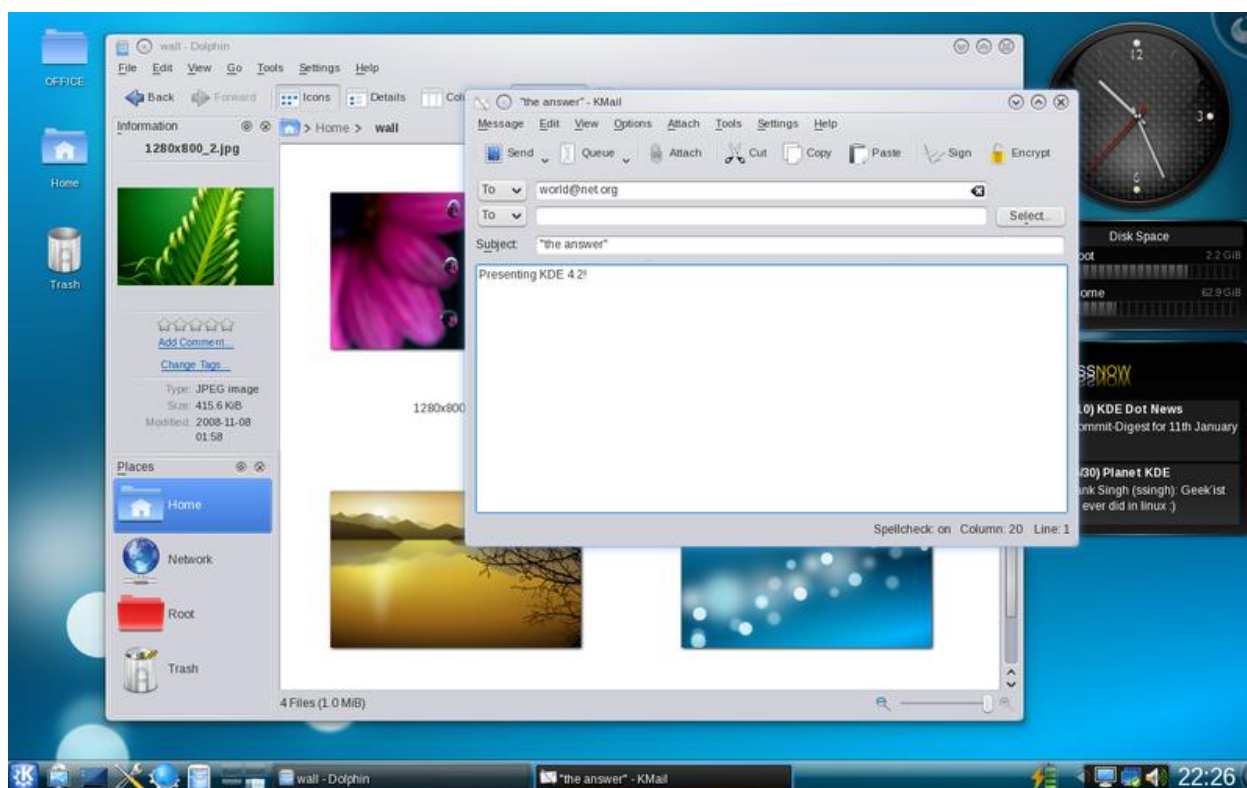 OFFICE
Home
Trash
wall - Dolphin
File Edit View Go Tools Settings Help
Back Forward Icons Details
Information
> Home > wall
1280x800_2.jpg
Add Comment...
Change Tags...
Type: JPEG image
Size: 415.6 KiB
Modified: 2008-11-08
01:58
Places
Home
Network
Root
Trash
1280x800
4 Files (1.0 MiB)
"the answer" - KMail
Message Edit View Options Attach Tools Settings Help
Send Queue Attach Cut Copy Paste Sign Encrypt
To world@net.org
To Select...
Subject: "the answer"
Presenting KDE 4.2!
Spellcheck: on Column: 20 Line: 1
12
3
6
Disk Space
2.2 GiB
62.9 GiB
NOW
KDE Dot News
Commit-Digest for 11th January
Planet KDE
Singh (ssingh): Geek'ist
ever did in linux :)
wall - Dolphin
"the answer" - KMail
22:26